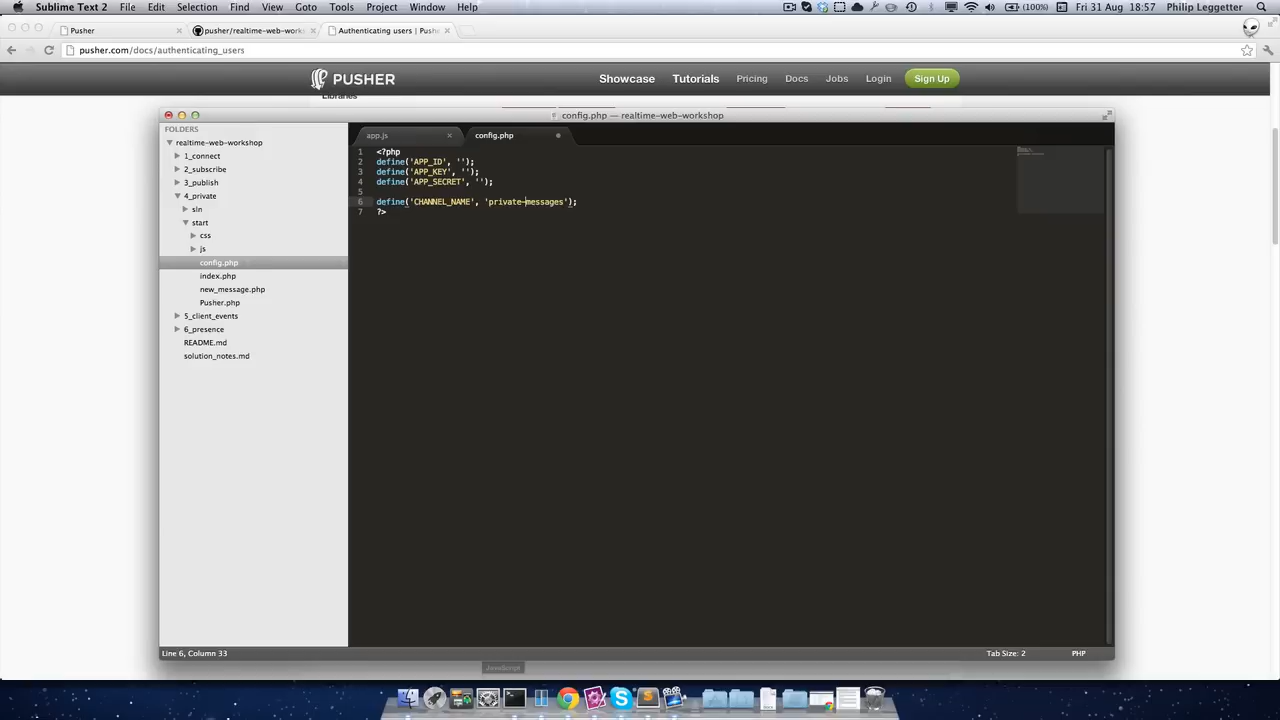 Sublime Text 2 File Edit Selection Find View Goto Tools Project Window Help (100%) Fri 31 Aug 18:57 Philip Leggetter
Pusher pusher/realtime-web-works Authenticating users | Push
pusher.com/docs/authenticating_users
PUSHER Showcase Tutorials Pricing Docs Jobs Login Sign Up
Libraries
config.php — realtime-web-workshop
FOLDERS
realtime-web-workshop
1_connect
2_subscribe
3_publish
4_private
sln
start
css
js
config.php
index.php
new_message.php
Pusher.php
5_client_events
6_presence
README.md
solution_notes.md
app.js config.php
1 <?php
2 define('APP_ID', '');
3 define('APP_KEY', '');
4 define('APP_SECRET', '');
5
6 define('CHANNEL_NAME', 'private-messages');
7 ?>
Line 6, Column 33 Tab Size: 2 PHP
JavaScript